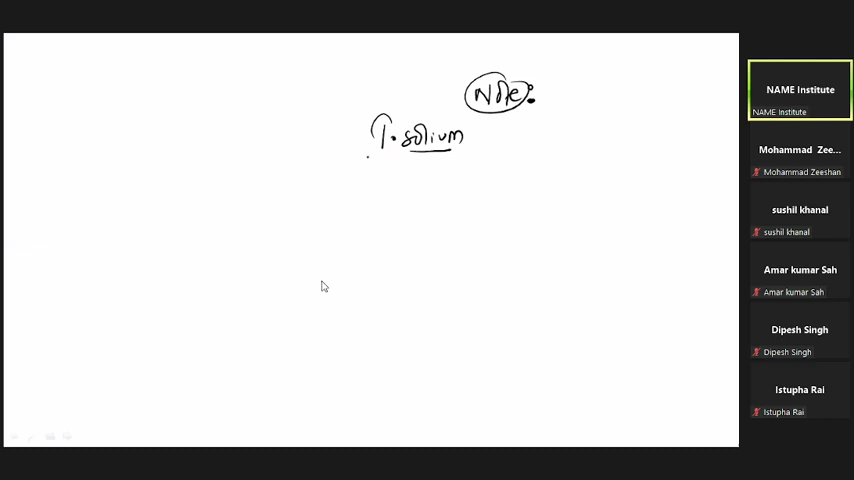 Note:
T. solium
NAME Institute
NAME Institute
Mohammad Zee...
Mohammad Zeeshan
sushil khanal
sushil khanal
Amar kumar Sah
Amar kumar Sah
Dipesh Singh
Dipesh Singh
Istupha Rai
Istupha Rai